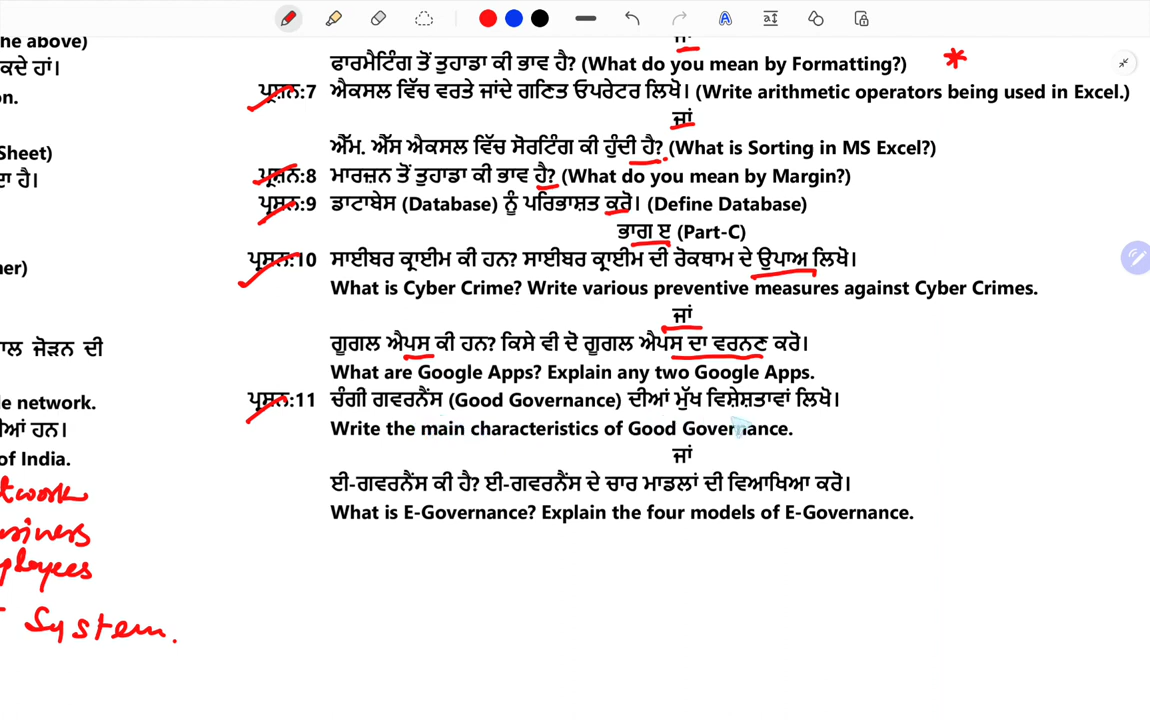 he above)
ਕਦੇ ਹਾਂ।
on.
Sheet)
ਦਾ ਹੈ।
ner)
ਾਲ ਜੋੜਨ ਦੀ
le network.
ੀਆਂ ਹਨ।
of India.
twork
siness
ployees
System.
ਜਾਂ
ਫਾਰਮੈਟਿੰਗ ਤੋਂ ਤੁਹਾਡਾ ਕੀ ਭਾਵ ਹੈ? (What do you mean by Formatting?) *
ਪ੍ਰਸ਼ਨ:7 ਐਕਸਲ ਵਿੱਚ ਵਰਤੇ ਜਾਂਦੇ ਗਣਿਤ ਓਪਰੇਟਰ ਲਿਖੋ। (Write arithmetic operators being used in Excel.)
ਜਾਂ
ਐੱਮ. ਐੱਸ ਐਕਸਲ ਵਿੱਚ ਸੋਰਟਿੰਗ ਕੀ ਹੁੰਦੀ ਹੈ? (What is Sorting in MS Excel?)
ਪ੍ਰਸ਼ਨ:8 ਮਾਰਜ਼ਨ ਤੋਂ ਤੁਹਾਡਾ ਕੀ ਭਾਵ ਹੈ? (What do you mean by Margin?)
ਪ੍ਰਸ਼ਨ:9 ਡਾਟਾਬੇਸ (Database) ਨੂੰ ਪਰਿਭਾਸ਼ਤ ਕਰੋ। (Define Database)
ਭਾਗ ੲ (Part-C)
ਪ੍ਰਸ਼ਨ:10 ਸਾਈਬਰ ਕ੍ਰਾਈਮ ਕੀ ਹਨ? ਸਾਈਬਰ ਕ੍ਰਾਈਮ ਦੀ ਰੋਕਥਾਮ ਦੇ ਉਪਾਅ ਲਿਖੋ।
What is Cyber Crime? Write various preventive measures against Cyber Crimes.
ਜਾਂ
ਗੂਗਲ ਐਪਸ ਕੀ ਹਨ? ਕਿਸੇ ਵੀ ਦੋ ਗੂਗਲ ਐਪਸ ਦਾ ਵਰਨਣ ਕਰੋ।
What are Google Apps? Explain any two Google Apps.
ਪ੍ਰਸ਼ਨ:11 ਚੰਗੀ ਗਵਰਨੈਂਸ (Good Governance) ਦੀਆਂ ਮੁੱਖ ਵਿਸ਼ੇਸ਼ਤਾਵਾਂ ਲਿਖੋ।
Write the main characteristics of Good Governance.
ਜਾਂ
ਈ-ਗਵਰਨੈਂਸ ਕੀ ਹੈ? ਈ-ਗਵਰਨੈਂਸ ਦੇ ਚਾਰ ਮਾਡਲਾਂ ਦੀ ਵਿਆਖਿਆ ਕਰੋ।
What is E-Governance? Explain the four models of E-Governance.